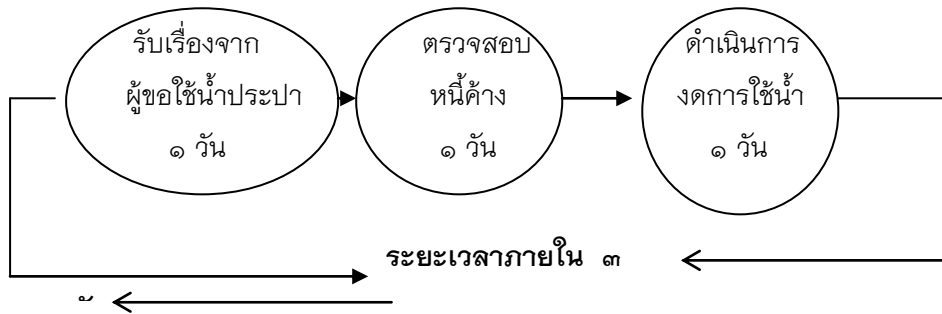 รับเรื่องจาก
ผู้ขอใช้น้ำประปา
๑ วัน
ตรวจสอบ
หนี้ค้าง
๑ วัน
ดำเนินการ
งดการใช้น้ำ
๑ วัน
ระยะเวลาภายใน ๓